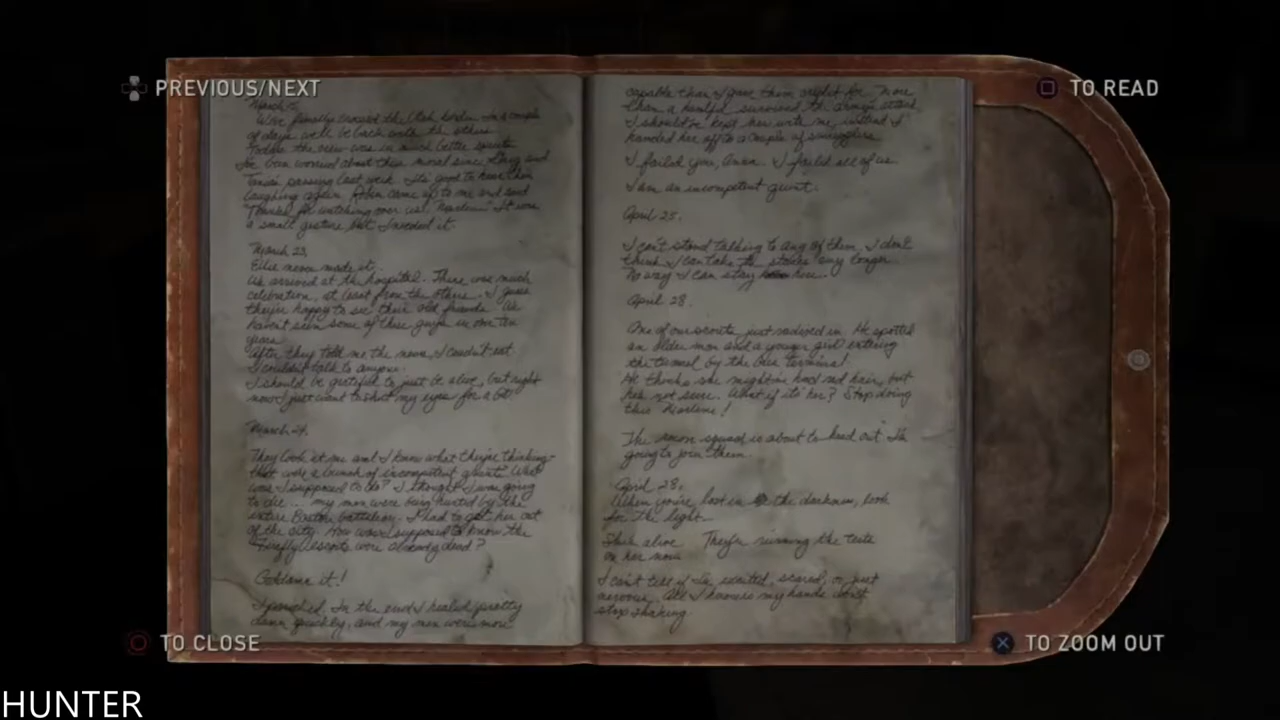 PREVIOUS/NEXT
TO READ
March 15,
We've finally crossed the Utah border. In a couple
of days we'll be back with the others.
Today the crew was in much better spirits.
I've been worried about their moral since and
passing last week. It's good to hear them
laughing again. came up to me and said
Thanks for watching over us, Marlene." It was
a small gesture, but I needed it.
March 23,
Ellie never made it.
We arrived at the hospital. There was much
celebration, at least from the others. I guess
they're happy to see their old friends. We
haven't seen some of these guys in over ten
years.
After they told me the news, I couldn't eat
I couldn't talk to anyone.
I should be grateful to just be alive, but right
now I just want to shut my eyes for a bit.
March 24,
They look at me and I know what they're thinking-
that we're a bunch of incompetent grunts. What
was I supposed to do? I thought I was going
to die... my men were being hunted by the
entire Boston battalion. I had to get her out
of the city. How was I supposed to know the
Firefly escorts were already dead?
Goddamn it!
I panicked. In the end I healed pretty
damn quickly, and my men were more
capable than I gave them credit for. More
than a handful survived the army's attack.
I should've kept her with me, instead I
handed her off to a couple of smugglers.
I failed you, Anna. I failed all of us.
I am an incompetent grunt.
April 25.
I can't stand talking to any of them. I don't
think I can take the stares any longer.
No way I can stay here.
April 28.
One of our scouts just radioed in. He spotted
an older man and a younger girl entering
the tunnel by the bus terminal.
He thinks she might've had red hair, but
he's not sure. What if it's her? Stop doing
this Marlene!
The recon squad is about to head out. I'm
going to join them.
April 28,
When you're lost in the darkness, look
for the light...
She's alive. They're running the tests
on her now.
I can't tell if I'm excited, scared, or just
nervous. All I know is my hands won't
stop shaking.
TO CLOSE
TO ZOOM OUT
HUNTER